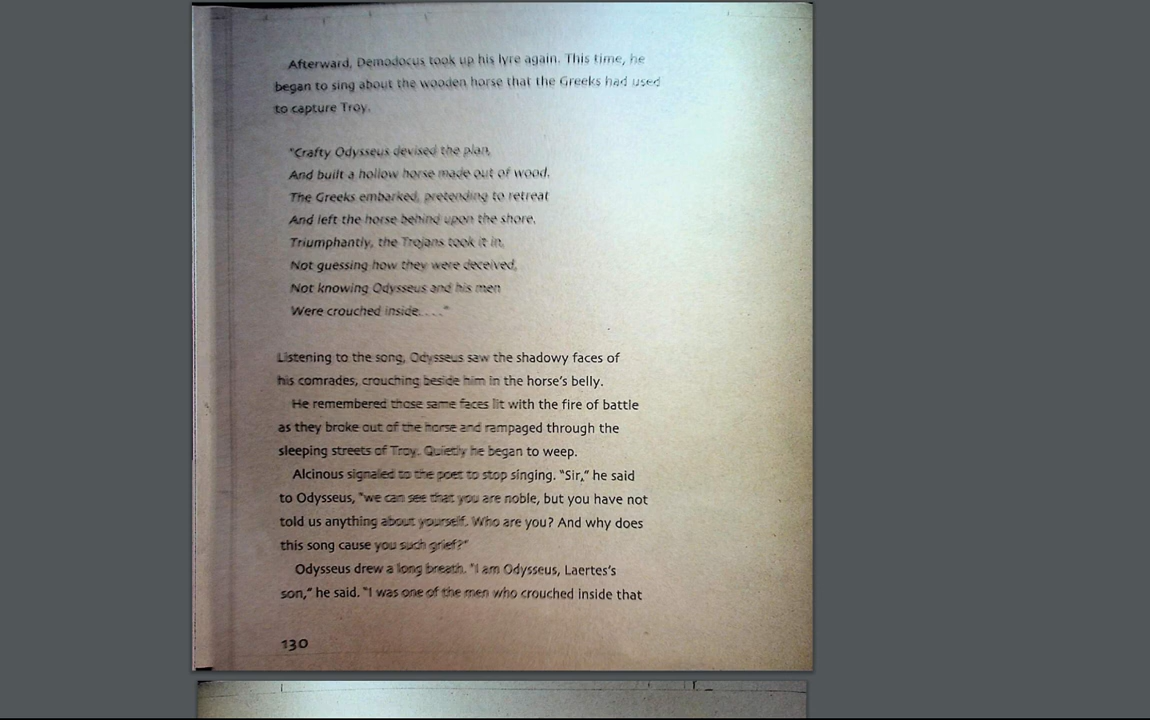 Afterward, Demodocus took up his lyre again. This time, he
began to sing about the wooden horse that the Greeks had used
to capture Troy.
"Crafty Odysseus devised the plan,
And built a hollow horse made out of wood.
The Greeks embarked, pretending to retreat
And left the horse behind upon the shore.
Triumphantly, the Trojans took it in,
Not guessing how they were deceived,
Not knowing Odysseus and his men
Were crouched inside. . . ."
Listening to the song, Odysseus saw the shadowy faces of
his comrades, crouching beside him in the horse's belly.
He remembered those same faces lit with the fire of battle
as they broke out of the horse and rampaged through the
sleeping streets of Troy. Quietly he began to weep.
Alcinous signaled to the poet to stop singing. "Sir," he said
to Odysseus, "we can see that you are noble, but you have not
told us anything about yourself. Who are you? And why does
this song cause you such grief?"
Odysseus drew a long breath. "I am Odysseus, Laertes's
son," he said. "I was one of the men who crouched inside that
130